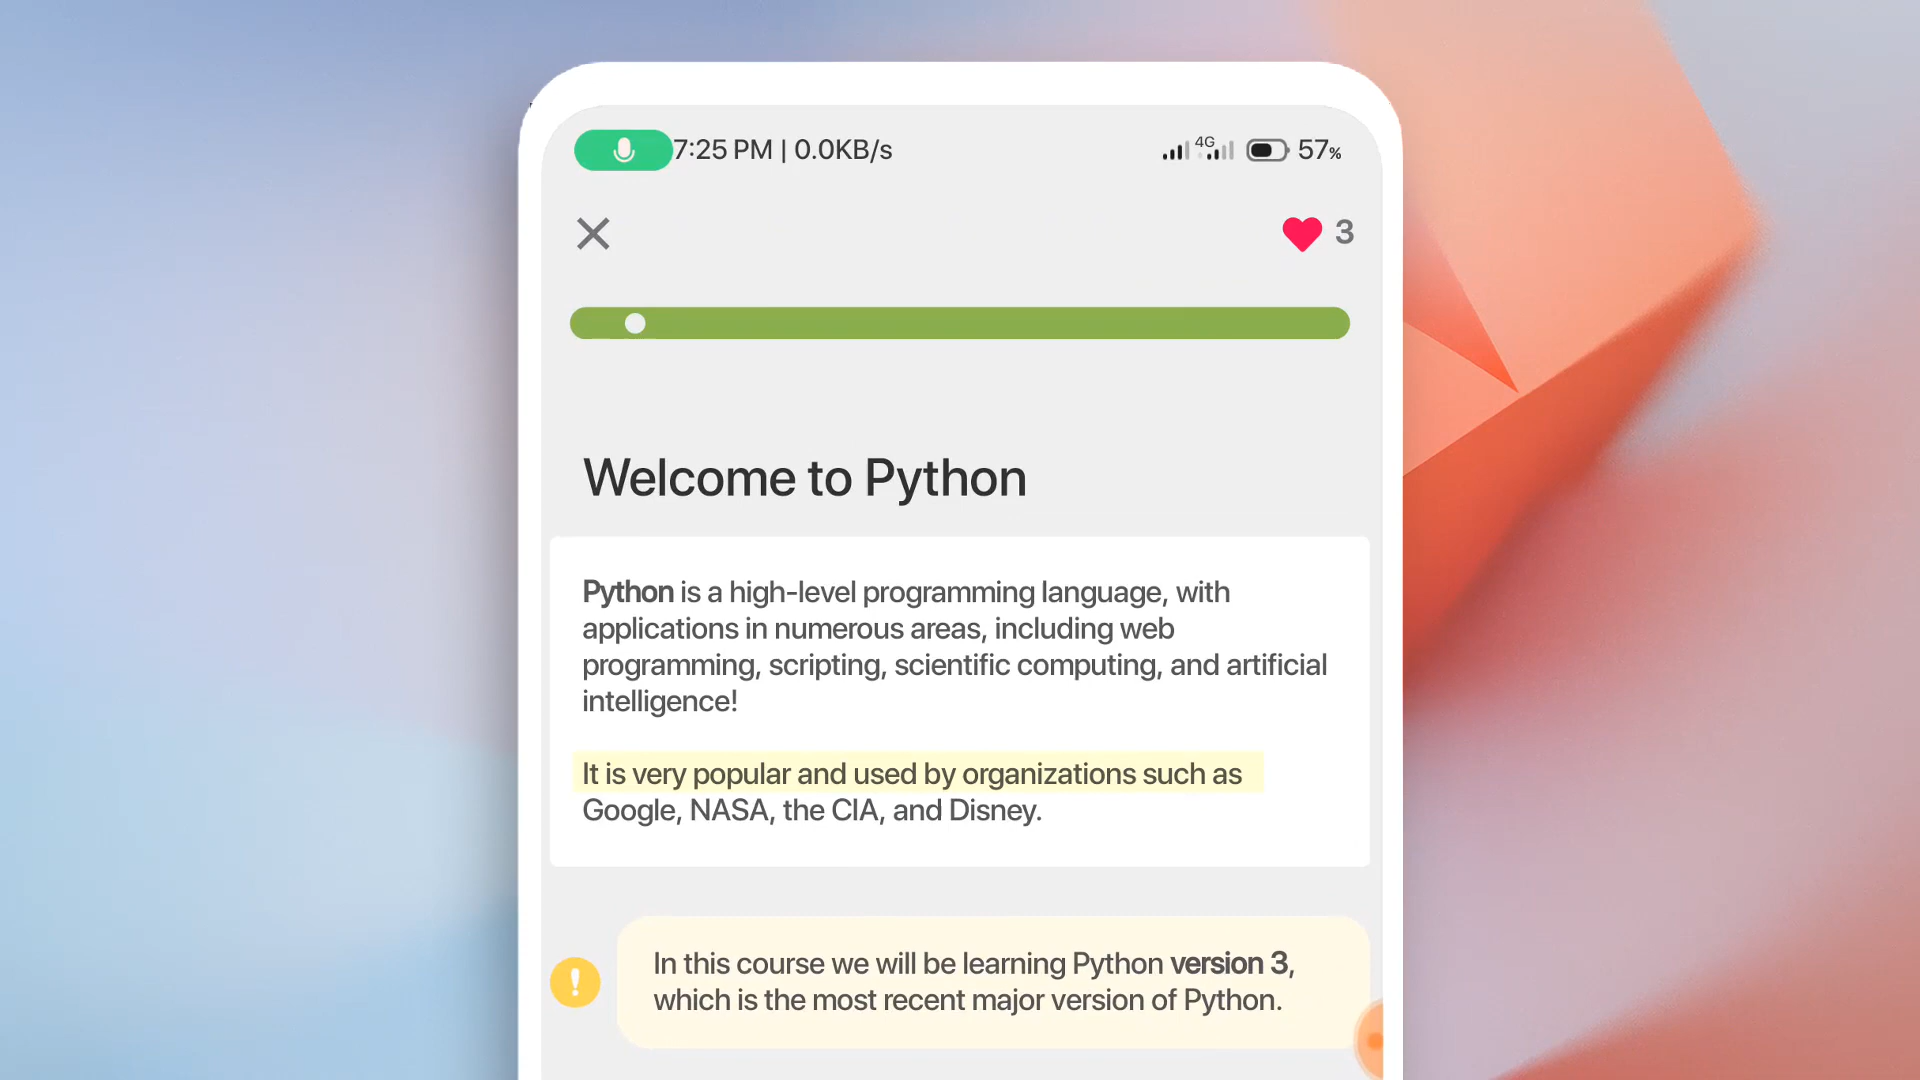 7:25 PM | 0.0KB/s 4G 57%
3
Welcome to Python
Python is a high-level programming language, with
applications in numerous areas, including web
programming, scripting, scientific computing, and artificial
intelligence!
It is very popular and used by organizations such as
Google, NASA, the CIA, and Disney.
In this course we will be learning Python version 3,
which is the most recent major version of Python.